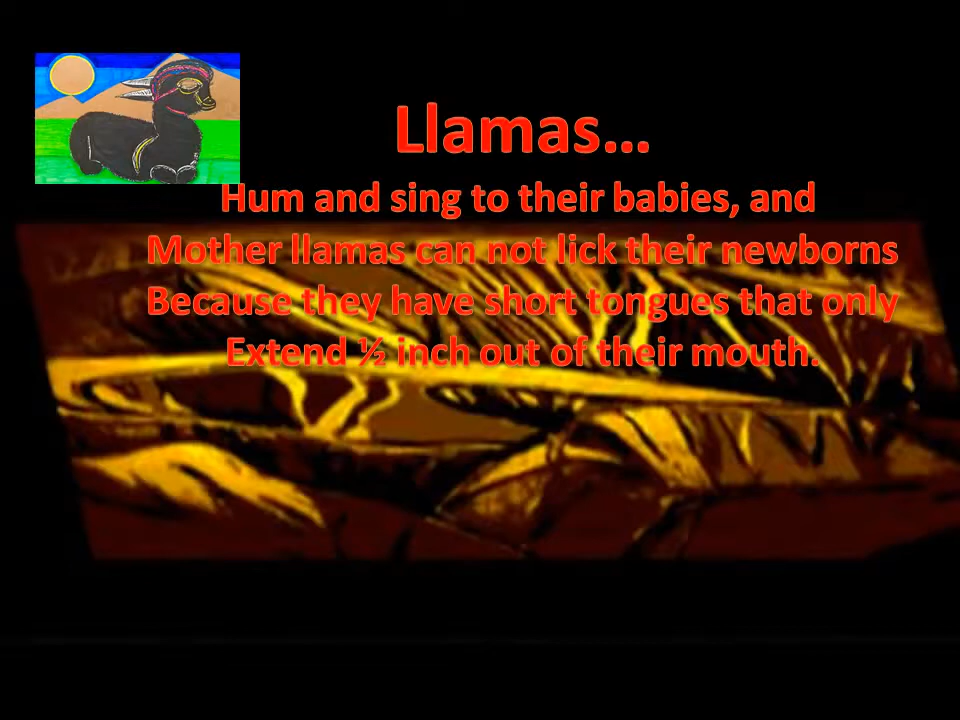 Llamas…
Hum and sing to their babies, and
Mother llamas can not lick their newborns
Because they have short tongues that only
Extend ½ inch out of their mouth.